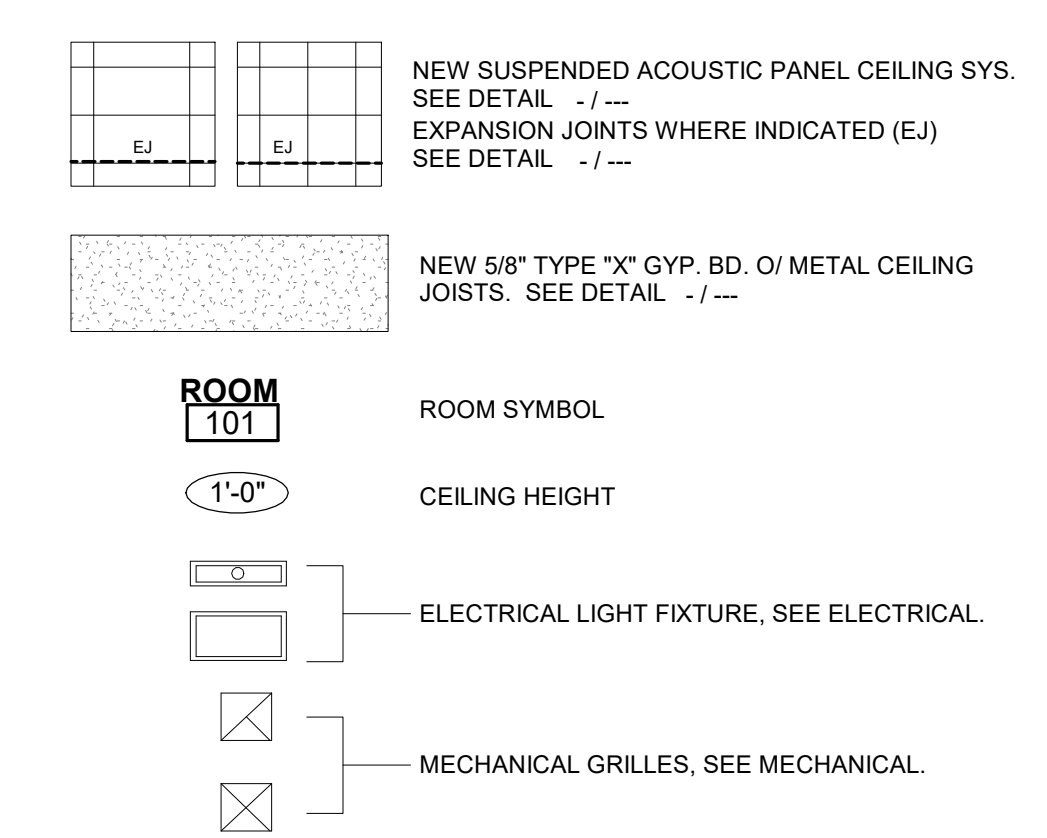 EJ
EJ
NEW SUSPENDED ACOUSTIC PANEL CEILING SYS.
SEE DETAIL - / ---
EXPANSION JOINTS WHERE INDICATED (EJ)
SEE DETAIL - / ---
NEW 5/8" TYPE "X" GYP. BD. O/ METAL CEILING
JOISTS. SEE DETAIL - / ---
ROOM
101
ROOM SYMBOL
1'-0"
CEILING HEIGHT
ELECTRICAL LIGHT FIXTURE, SEE ELECTRICAL.
MECHANICAL GRILLES, SEE MECHANICAL.